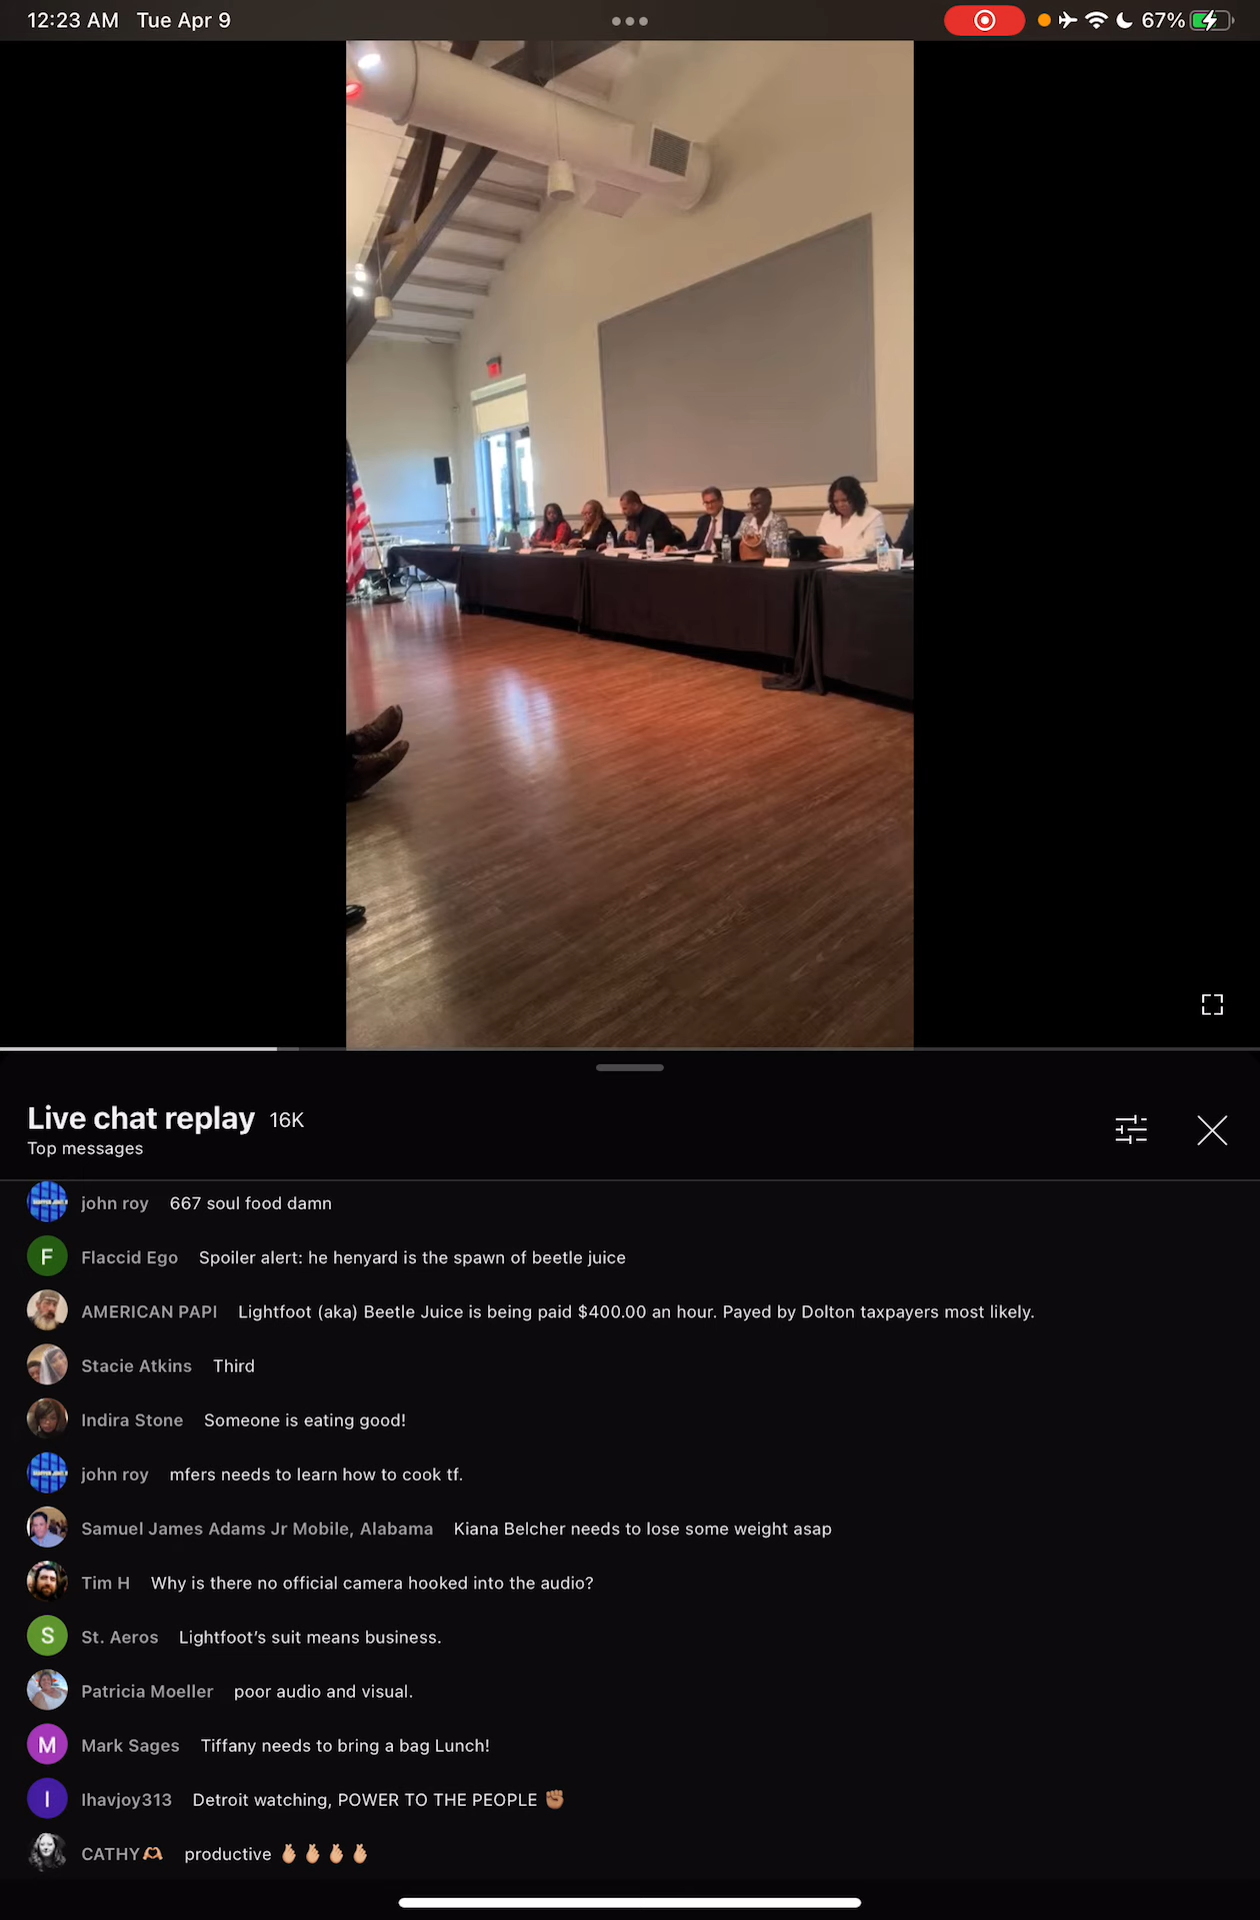 12:23 AM Tue Apr 9
67%
Live chat replay 16K
Top messages
john roy 667 soul food damn
F Flaccid Ego Spoiler alert: he henyard is the spawn of beetle juice
AMERICAN PAPI Lightfoot (aka) Beetle Juice is being paid $400.00 an hour. Payed by Dolton taxpayers most likely.
Stacie Atkins Third
Indira Stone Someone is eating good!
john roy mfers needs to learn how to cook tf.
Samuel James Adams Jr Mobile, Alabama Kiana Belcher needs to lose some weight asap
Tim H Why is there no official camera hooked into the audio?
S St. Aeros Lightfoot's suit means business.
Patricia Moeller poor audio and visual.
M Mark Sages Tiffany needs to bring a bag Lunch!
I Ihavjoy313 Detroit watching, POWER TO THE PEOPLE ✊🏾
CATHY🫶🏽 productive 🫰🏼🫰🏼🫰🏼🫰🏼